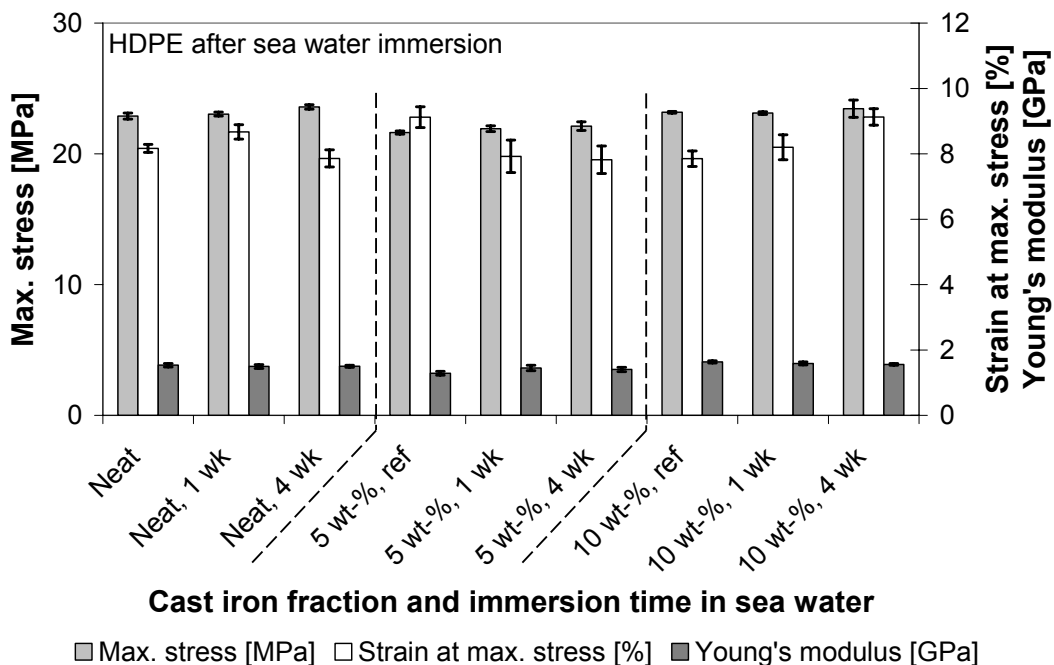 HDPE after sea water immersion
Max. stress [MPa]
30
20
10
0
12
10
8
6
4
2
0
Strain at max. stress [%]
Young's modulus [GPa]
Neat
Neat, 1 wk
Neat, 4 wk
5 wt-%, ref
5 wt-%, 1 wk
5 wt-%, 4 wk
10 wt-%, ref
10 wt-%, 1 wk
10 wt-%, 4 wk
Cast iron fraction and immersion time in sea water
Max. stress [MPa] Strain at max. stress [%] Young's modulus [GPa]